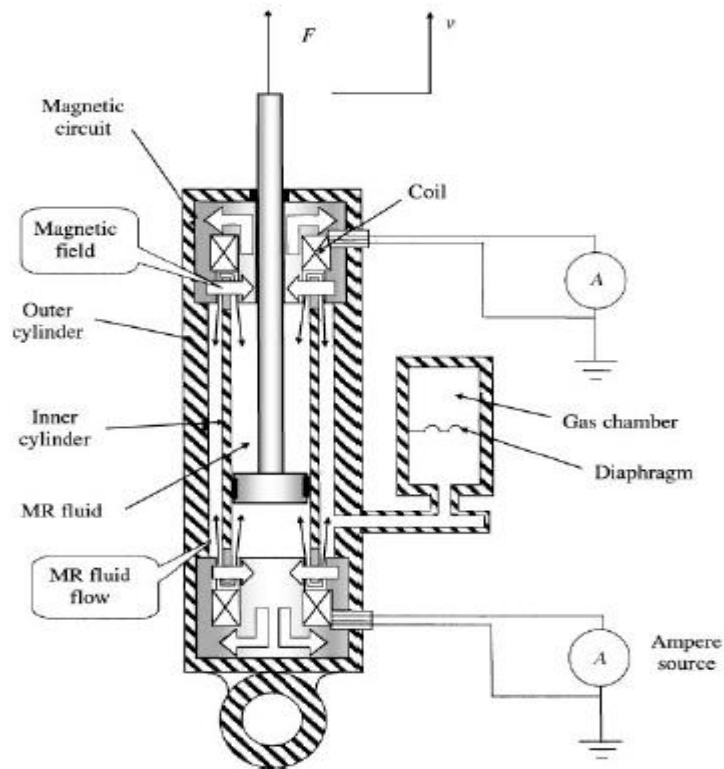 F
v
Magnetic
circuit
Coil
Magnetic
field
A
Outer
cylinder
Gas chamber
Inner
cylinder
Diaphragm
MR fluid
MR fluid
flow
Ampere
source
A